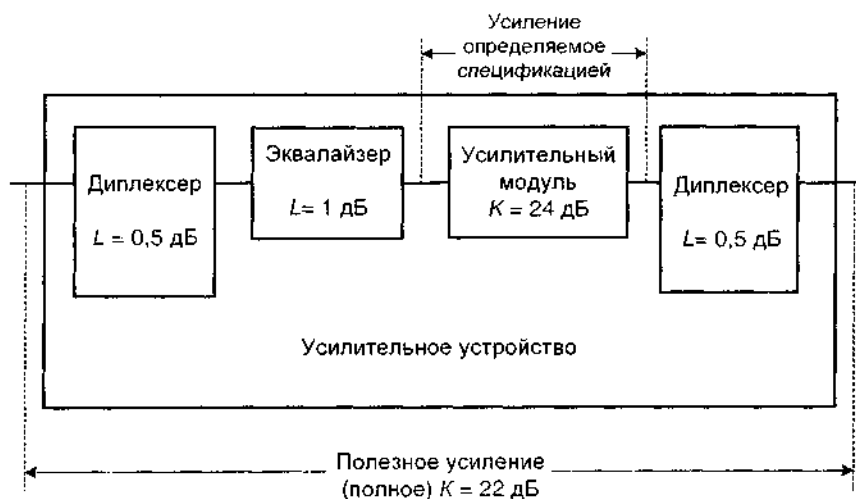 Усиление
определяемое
спецификацией
Диплексер
L = 0,5 дБ
Эквалайзер
L= 1 дБ
Усилительный
модуль
K = 24 дБ
Диплексер
L= 0,5 дБ
Усилительное устройство
Полезное усиление
(полное) K = 22 дБ